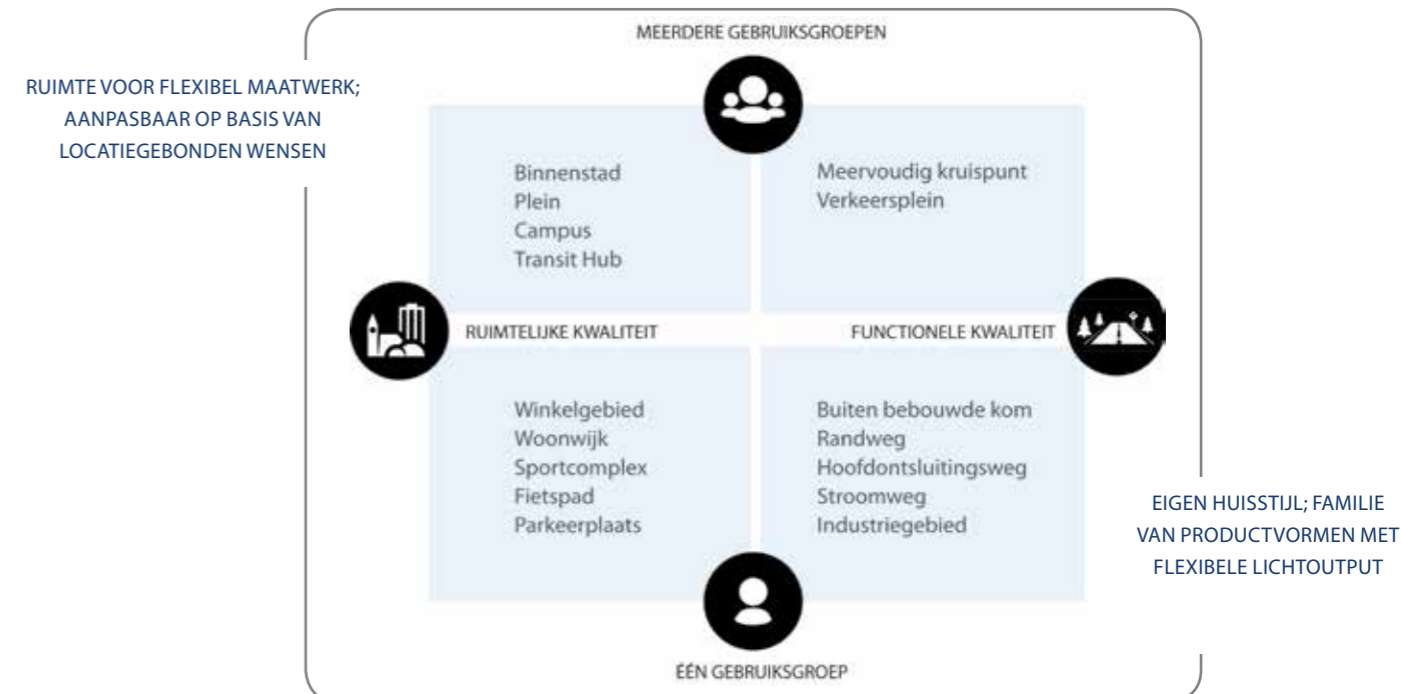 MEERDERE GEBRUIKSGROEPEN
RUIMTE VOOR FLEXIBEL MAATWERK;
AANPASBAAR OP BASIS VAN
LOCATIEGEBONDEN WENSEN
Binnenstad
Plein
Campus
Transit Hub
Meervoudig kruispunt
Verkeersplein
RUIMTELIJKE KWALITEIT
FUNCTIONELE KWALITEIT
Winkelgebied
Woonwijk
Sportcomplex
Fietspad
Parkeerplaats
Buiten bebouwde kom
Randweg
Hoofdontsluitingsweg
Stroomweg
Industriegebied
EIGEN HUISSTIJL; FAMILIE
VAN PRODUCTVORMEN MET
FLEXIBELE LICHTOUTPUT
ÉÉN GEBRUIKSGROEP